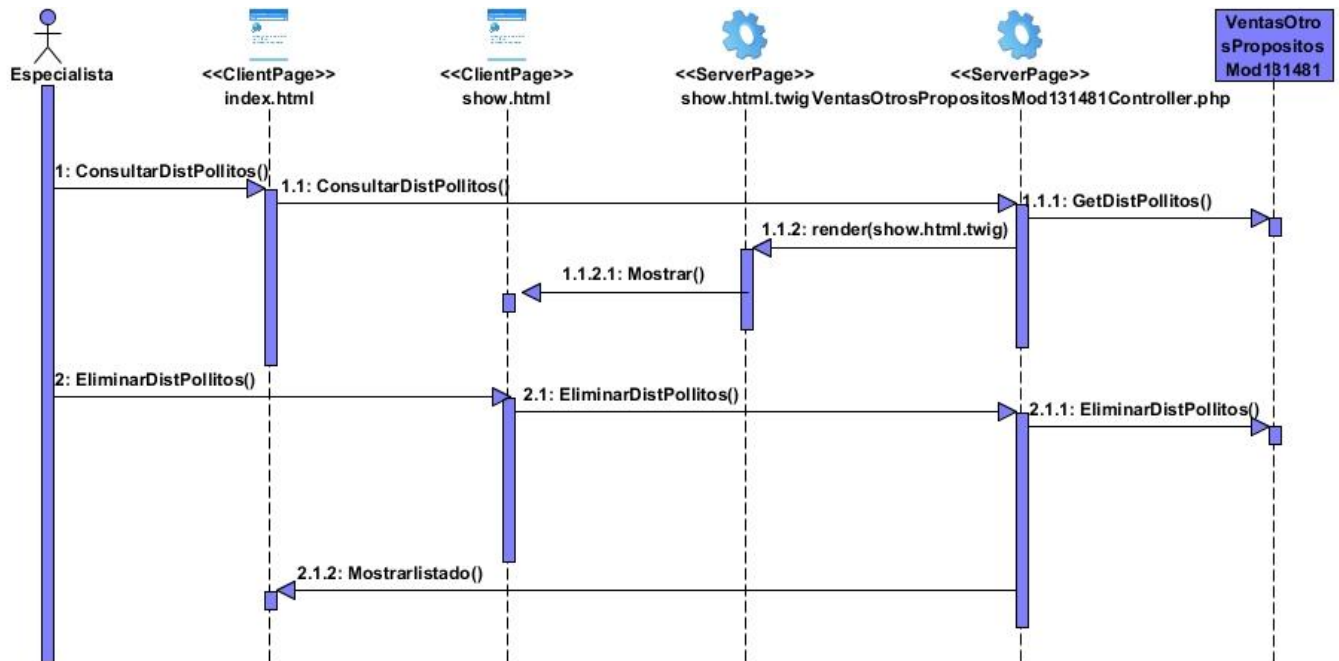 Especialista
<<ClientPage>>
index.html
<<ClientPage>>
show.html
<<ServerPage>>
show.html.twig
<<ServerPage>>
VentasOtrosPropositosMod131481Controller.php
VentasOtro
sPropositos
Mod131481
1: ConsultarDistPollitos()
1.1: ConsultarDistPollitos()
1.1.1: GetDistPollitos()
1.1.2: render(show.html.twig)
1.1.2.1: Mostrar()
2: EliminarDistPollitos()
2.1: EliminarDistPollitos()
2.1.1: EliminarDistPollitos()
2.1.2: Mostrarlistado()